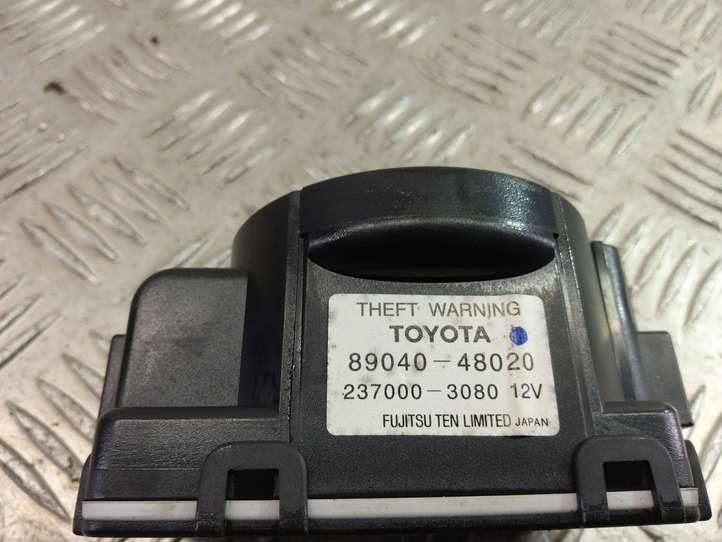 THEFT WARNING
TOYOTA
89040-48020
237000-3080 12V
FUJITSU TEN LIMITED JAPAN